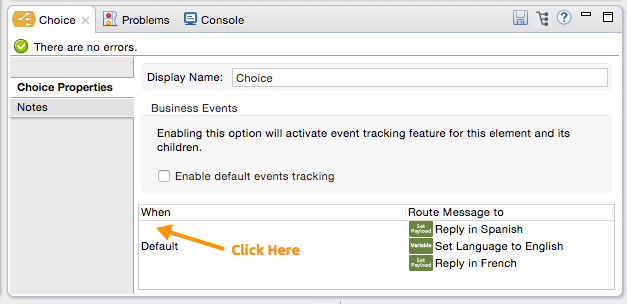 Choice Problems Console
There are no errors.
Choice Properties
Notes
Display Name: Choice
Business Events
Enabling this option will activate event tracking feature for this element and its
children.
Enable default events tracking
When Route Message to
Set Payload Reply in Spanish
Default Variable Set Language to English
Set Payload Reply in French
Click Here